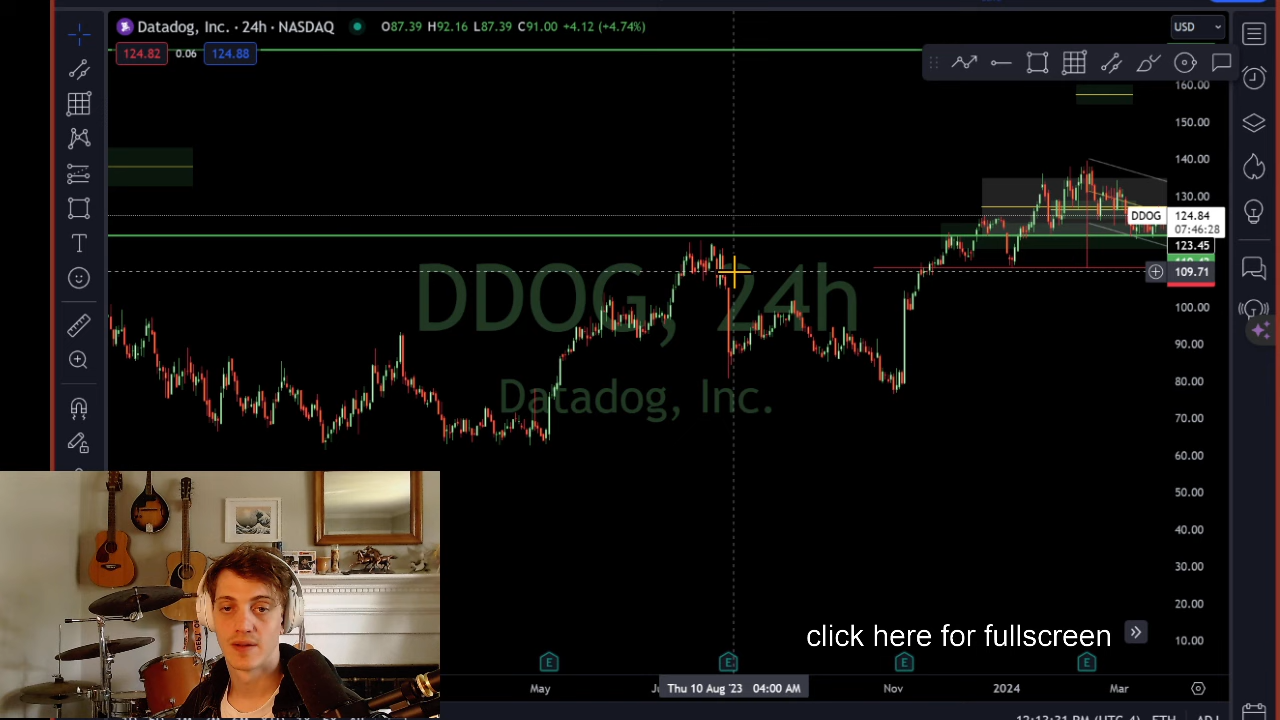 Datadog, Inc. · 24h · NASDAQ
O87.39 H92.16 L87.39 C91.00 +4.12 (+4.74%)
USD
124.82 0.06 124.88
160.00
150.00
140.00
130.00
DDOG 124.84
07:46:28
123.45
109.71
100.00
90.00
80.00
70.00
60.00
50.00
40.00
30.00
20.00
10.00
DDOG, 24h
Datadog, Inc.
click here for fullscreen
E E E E
May
Thu 10 Aug '23 04:00 AM
Nov
2024
Mar